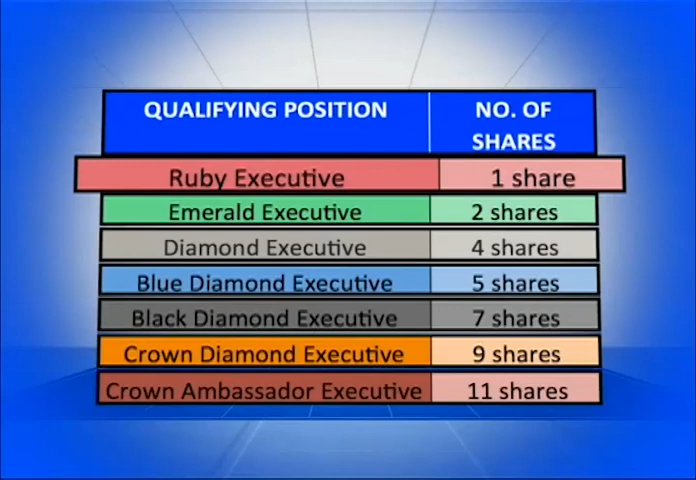 QUALIFYING POSITION NO. OF
SHARES
Ruby Executive 1 share
Emerald Executive 2 shares
Diamond Executive 4 shares
Blue Diamond Executive 5 shares
Black Diamond Executive 7 shares
Crown Diamond Executive 9 shares
Crown Ambassador Executive 11 shares